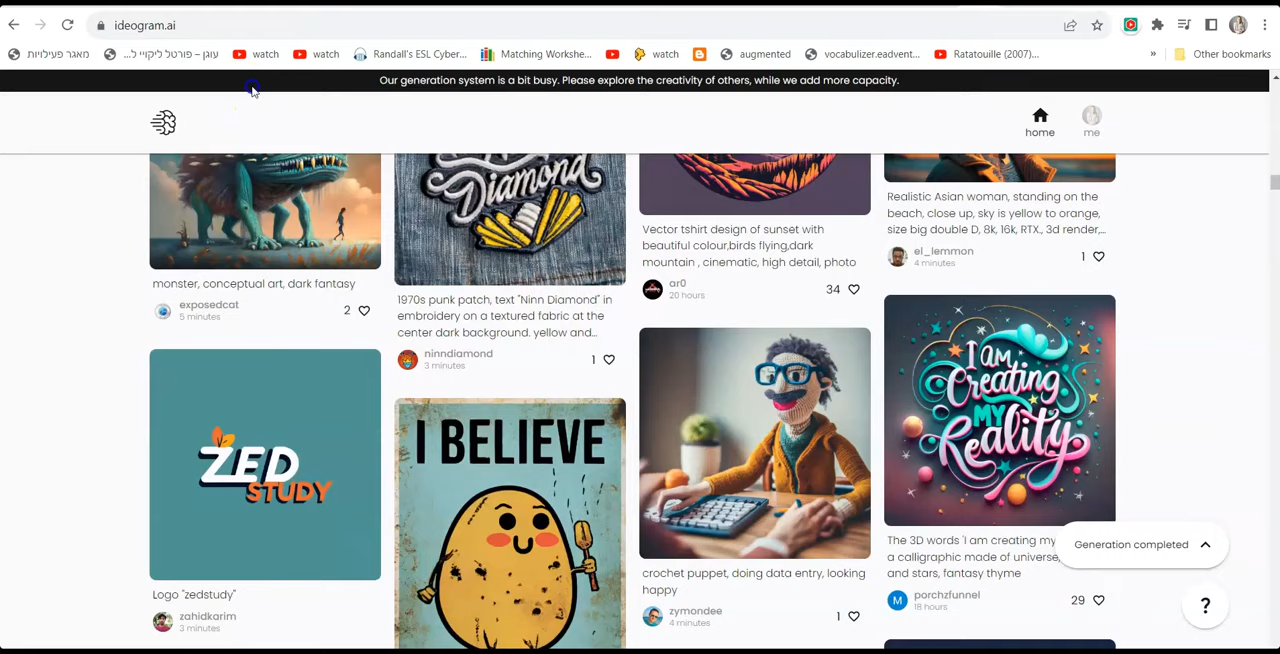 ideogram.ai
מאגר פעילויות
עוגן – פורטל ליקויי ל...
watch
watch
Randall's ESL Cyber...
Matching Workshe...
watch
augmented
vocabulizer.eadvent...
Ratatouille (2007)...
»
Other bookmarks
Our generation system is a bit busy. Please explore the creativity of others, while we add more capacity.
home
me
monster, conceptual art, dark fantasy
exposedcat
5 minutes
2
ZED
STUDY
Logo "zedstudy"
zahidkarim
3 minutes
Diamond
1970s punk patch, text "Ninn Diamond" in
embroidery on a textured fabric at the
center dark background. yellow and...
ninndiamond
3 minutes
1
I BELIEVE
Vector tshirt design of sunset with
beautiful colour,birds flying,dark
mountain , cinematic, high detail, photo
ar0
20 hours
34
crochet puppet, doing data entry, looking
happy
zymondee
4 minutes
1
Realistic Asian woman, standing on the
beach, close up, sky is yellow to orange,
size big double D, 8k, 16k, RTX., 3d render,...
el_lemmon
4 minutes
1
I AM
Creating
MY
Reality
The 3D words 'I am creating my
a calligraphic made of universe,
and stars, fantasy thyme
M
porchzfunnel
18 hours
29
Generation completed
?